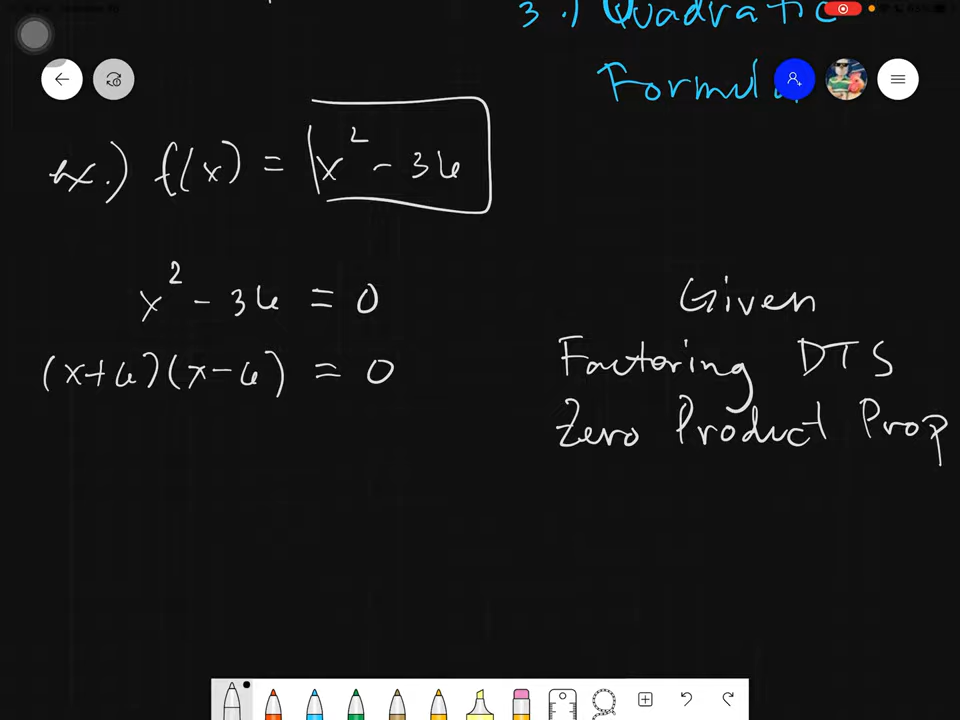 3.) Quadratic
Formula
ex.) f(x) = x² - 36
x² - 36 = 0 Given
(x+6)(x-6) = 0 Factoring DTS
Zero Product Prop